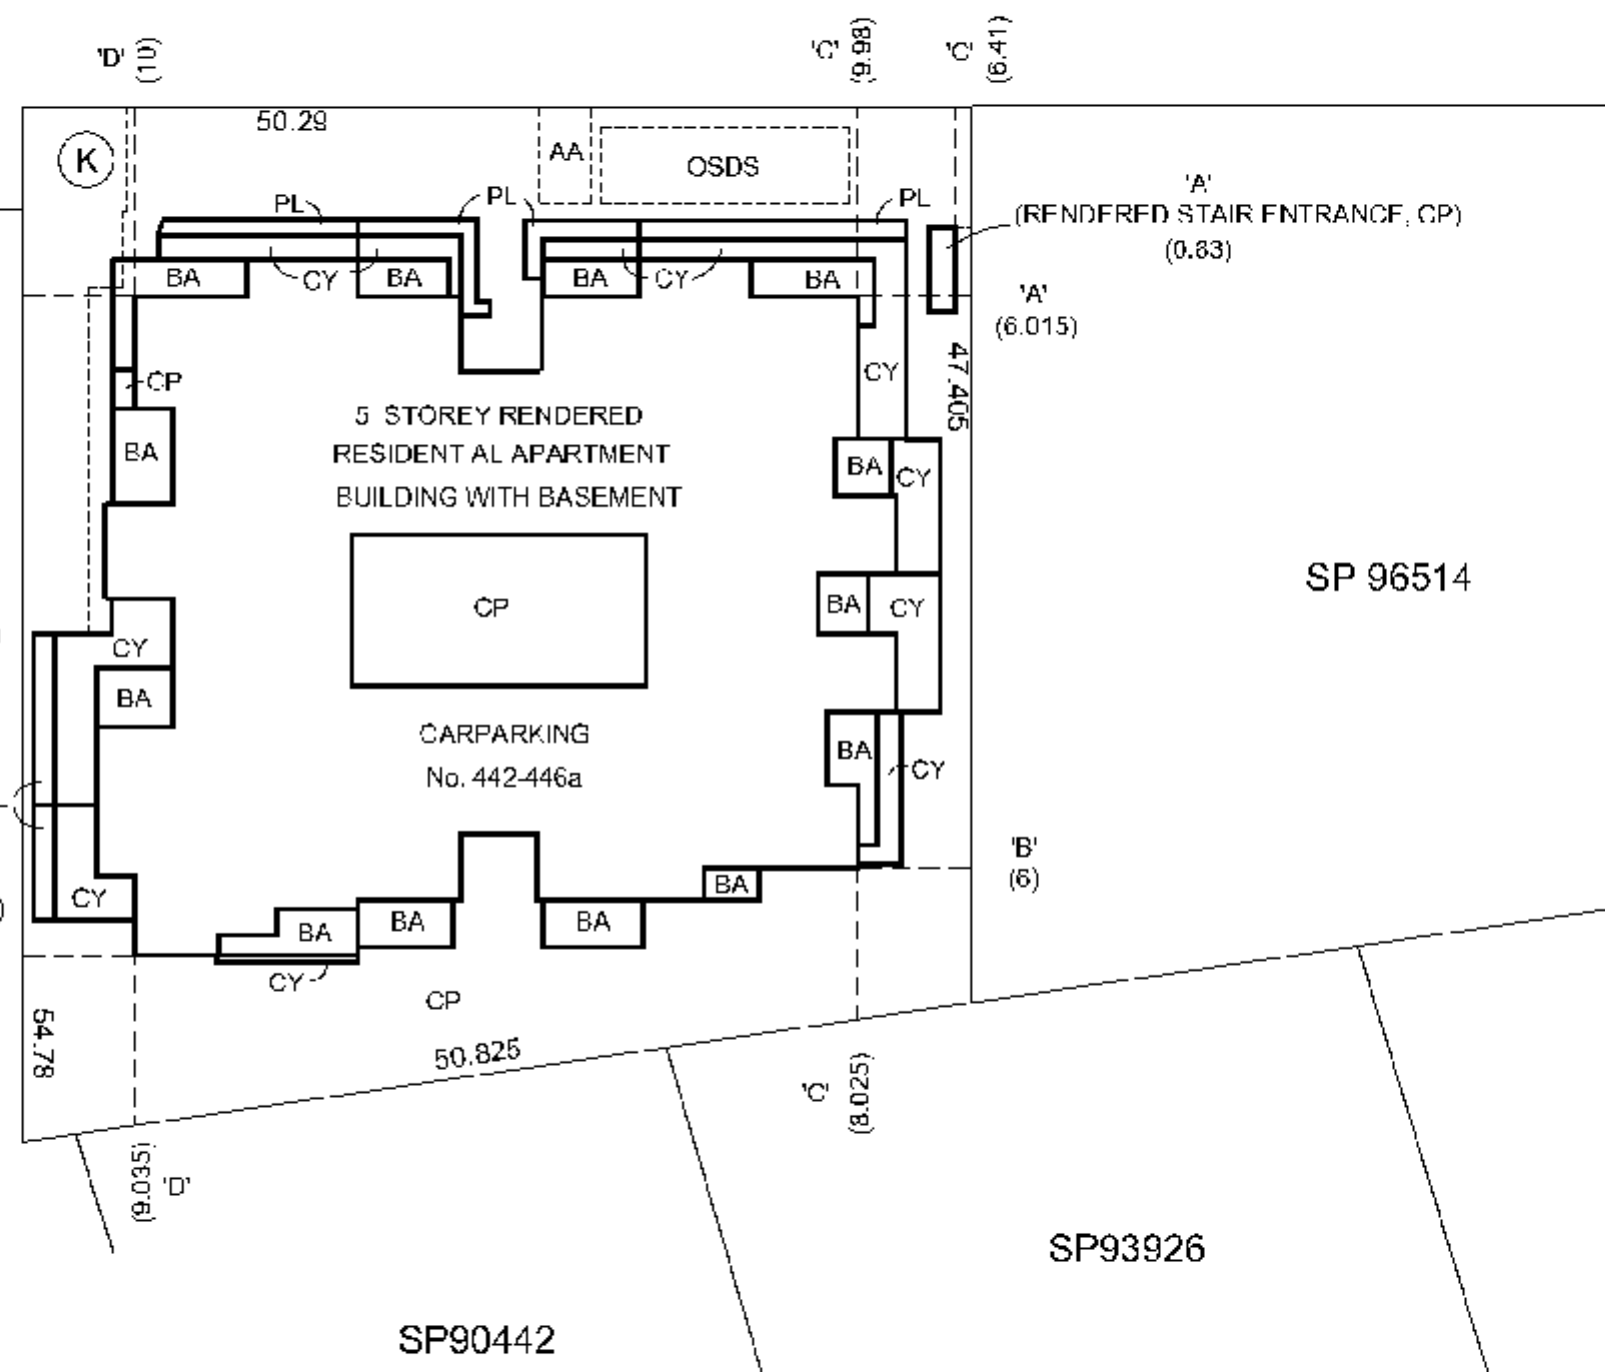 'D'
(10)
'C'
(9.98)
'C'
(6.41)
50.29
K
AA
OSDS
PL
PL
PL
'A'
(RENDERED STAIR ENTRANCE, CP)
(0.83)
BA
CY
BA
BA
CY
BA
'A'
(6.015)
CP
CY
47.405
5 STOREY RENDERED
RESIDENT AL APARTMENT
BUILDING WITH BASEMENT
BA
BA
CY
SP 96514
CP
BA
CY
CY
BA
CARPARKING
No. 442-446a
BA
CY
'B'
(6)
CY
BA
BA
BA
BA
CY
CP
54.78
50.825
'C'
(8.025)
(9.035)
'D'
SP93926
SP90442